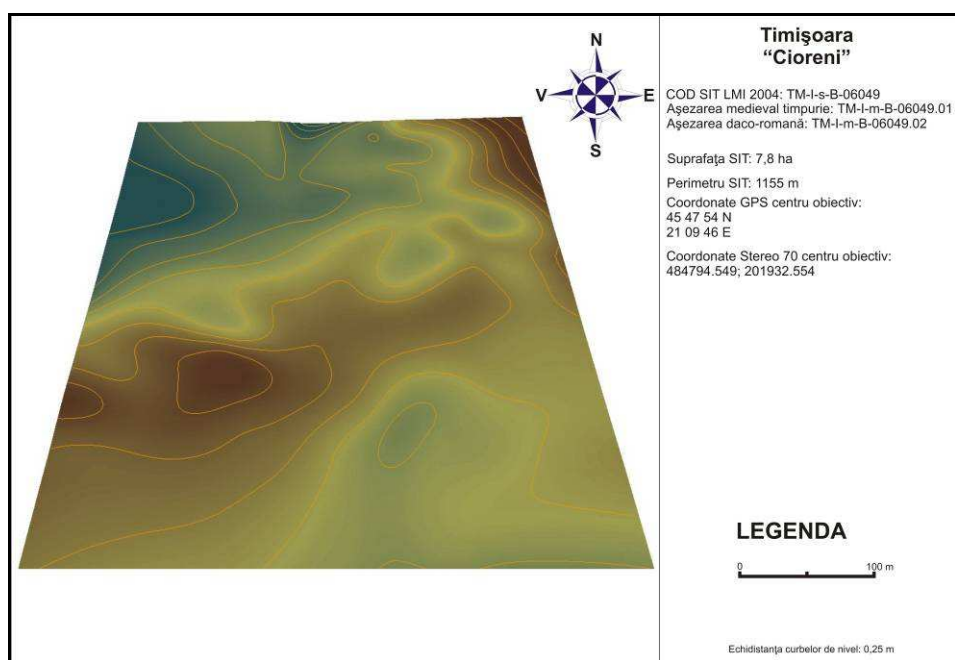 N
V
E
S
Timişoara
“Cioreni”
COD SIT LMI 2004: TM-I-s-B-06049
Aşezarea medieval timpurie: TM-I-m-B-06049.01
Aşezarea daco-romană: TM-I-m-B-06049.02
Suprafaţa SIT: 7,8 ha
Perimetru SIT: 1155 m
Coordonate GPS centru obiectiv:
45 47 54 N
21 09 46 E
Coordonate Stereo 70 centru obiectiv:
484794.549; 201932.554
LEGENDA
0
100 m
Echidistanţa curbelor de nivel: 0,25 m